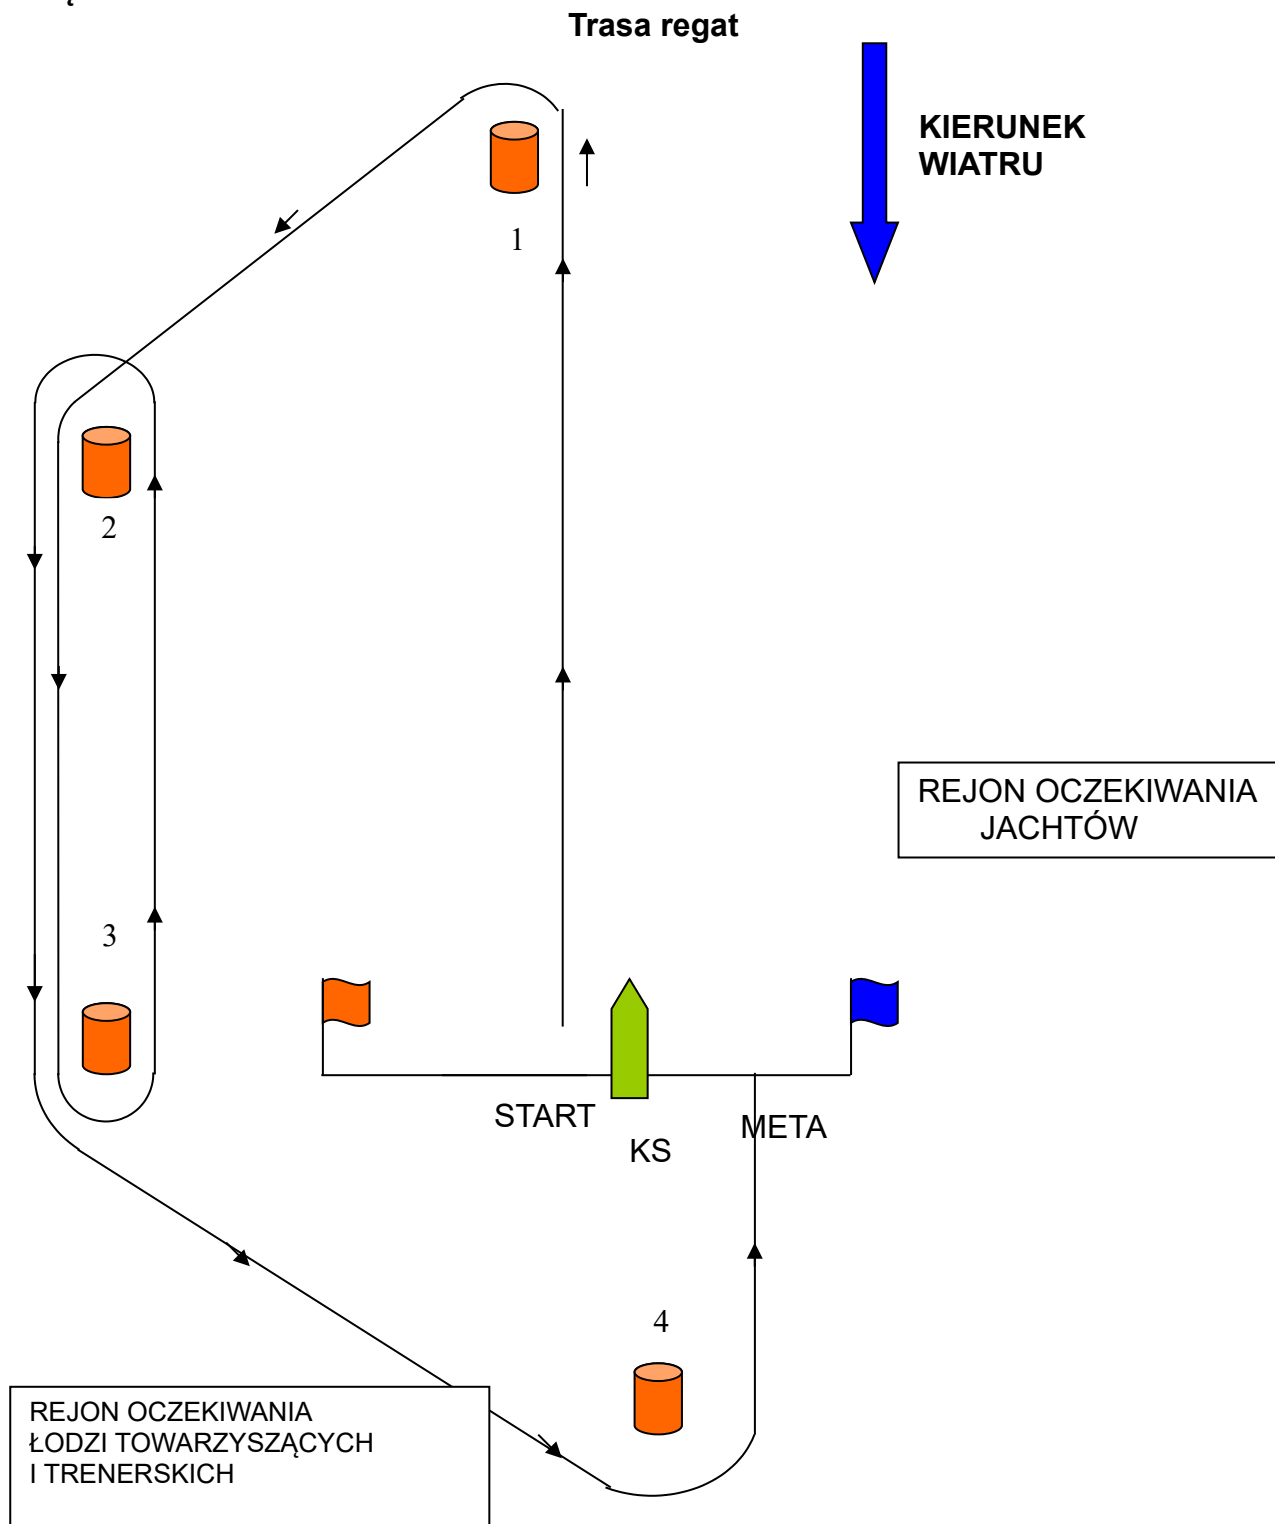 Trasa regat
KIERUNEK
WIATRU
1
2
3
REJON OCZEKIWANIA
JACHTÓW
START
META
KS
4
REJON OCZEKIWANIA
ŁODZI TOWARZYSZĄCYCH
I TRENERSKICH